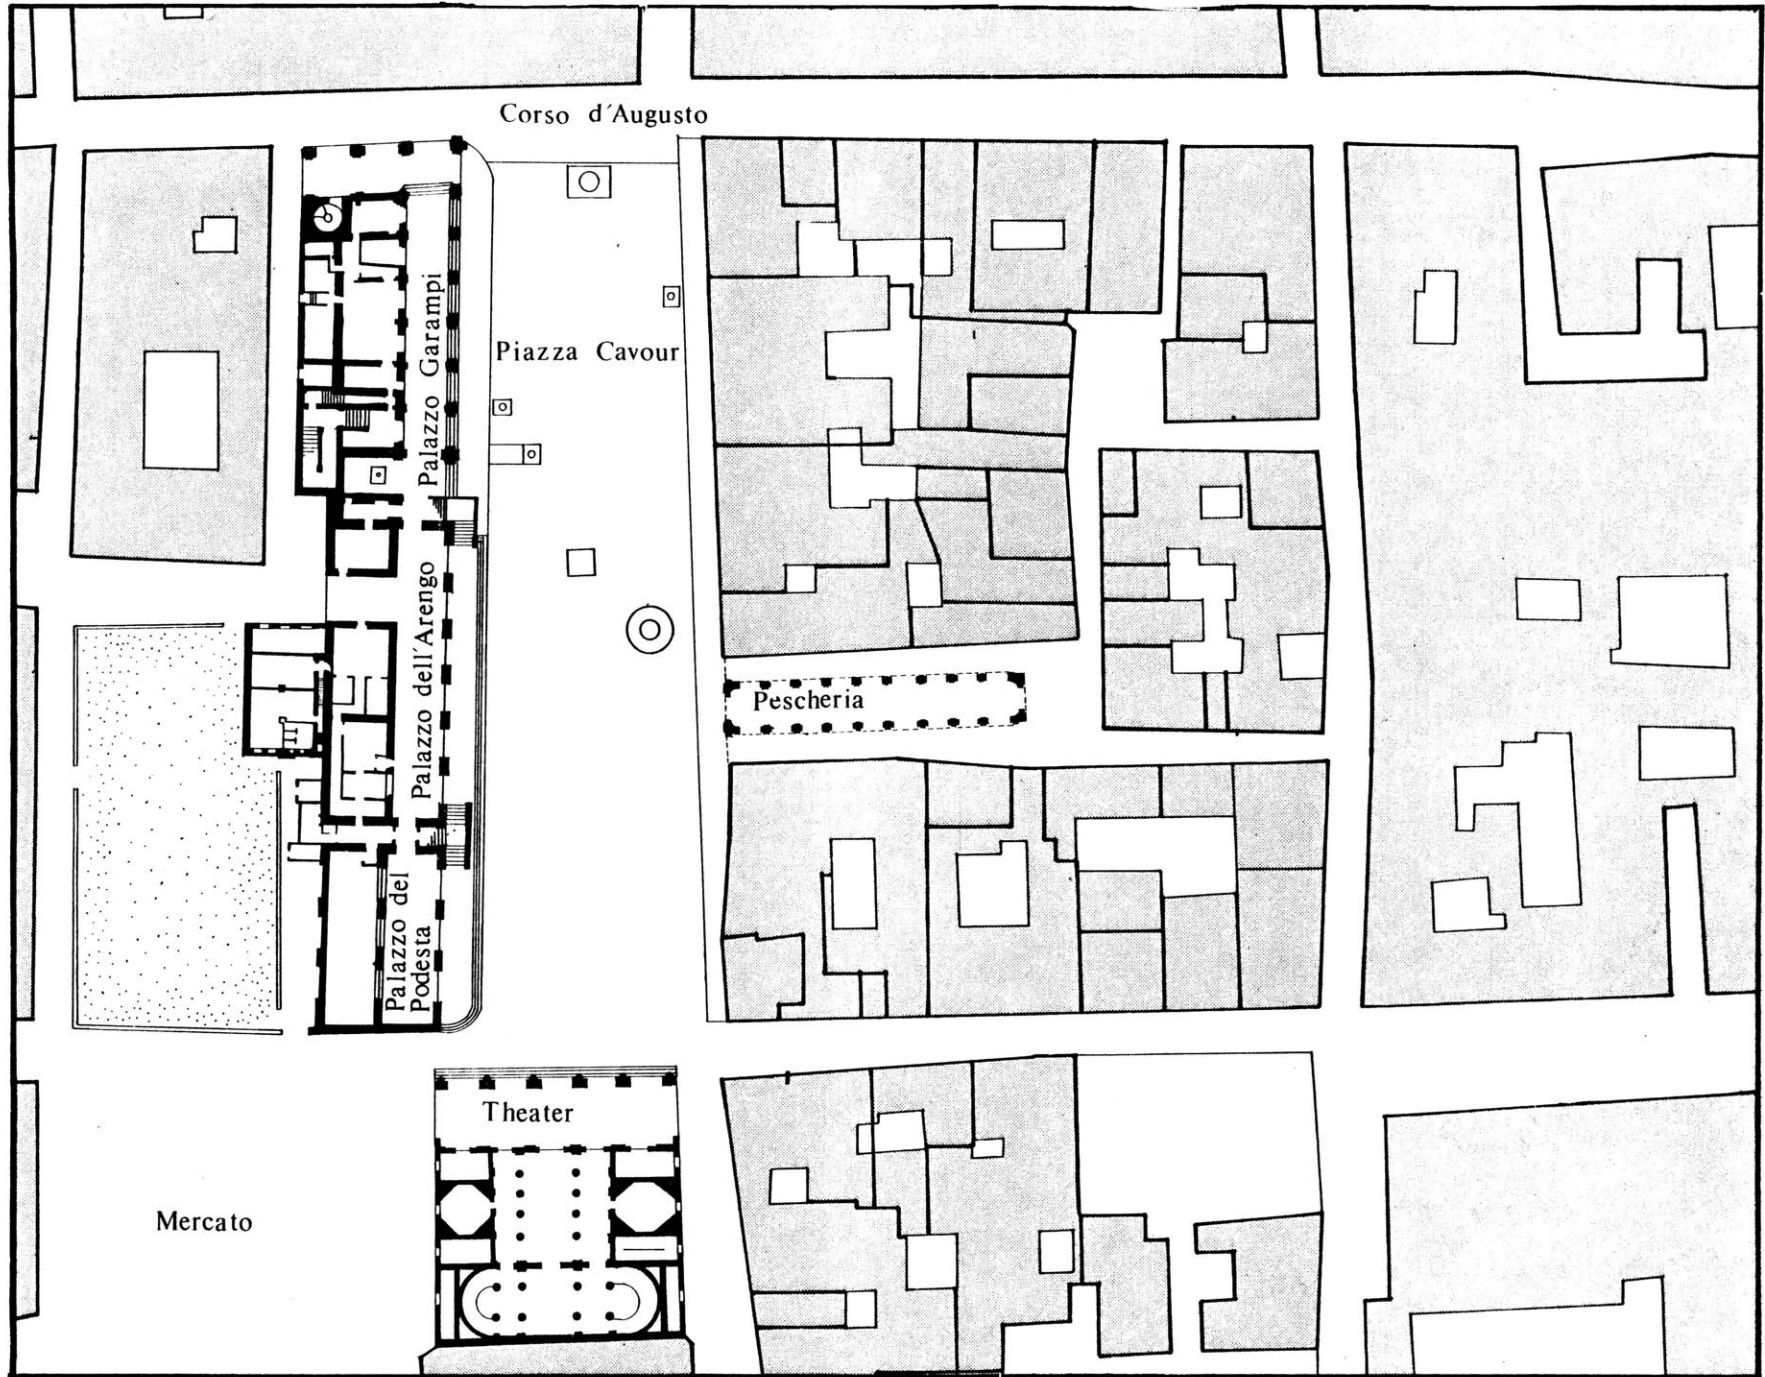 Corso d'Augusto
Piazza Cavour
Palazzo Garampi
Palazzo dell'Arengo
Pescheria
Palazzo del
Podesta
Theater
Mercato